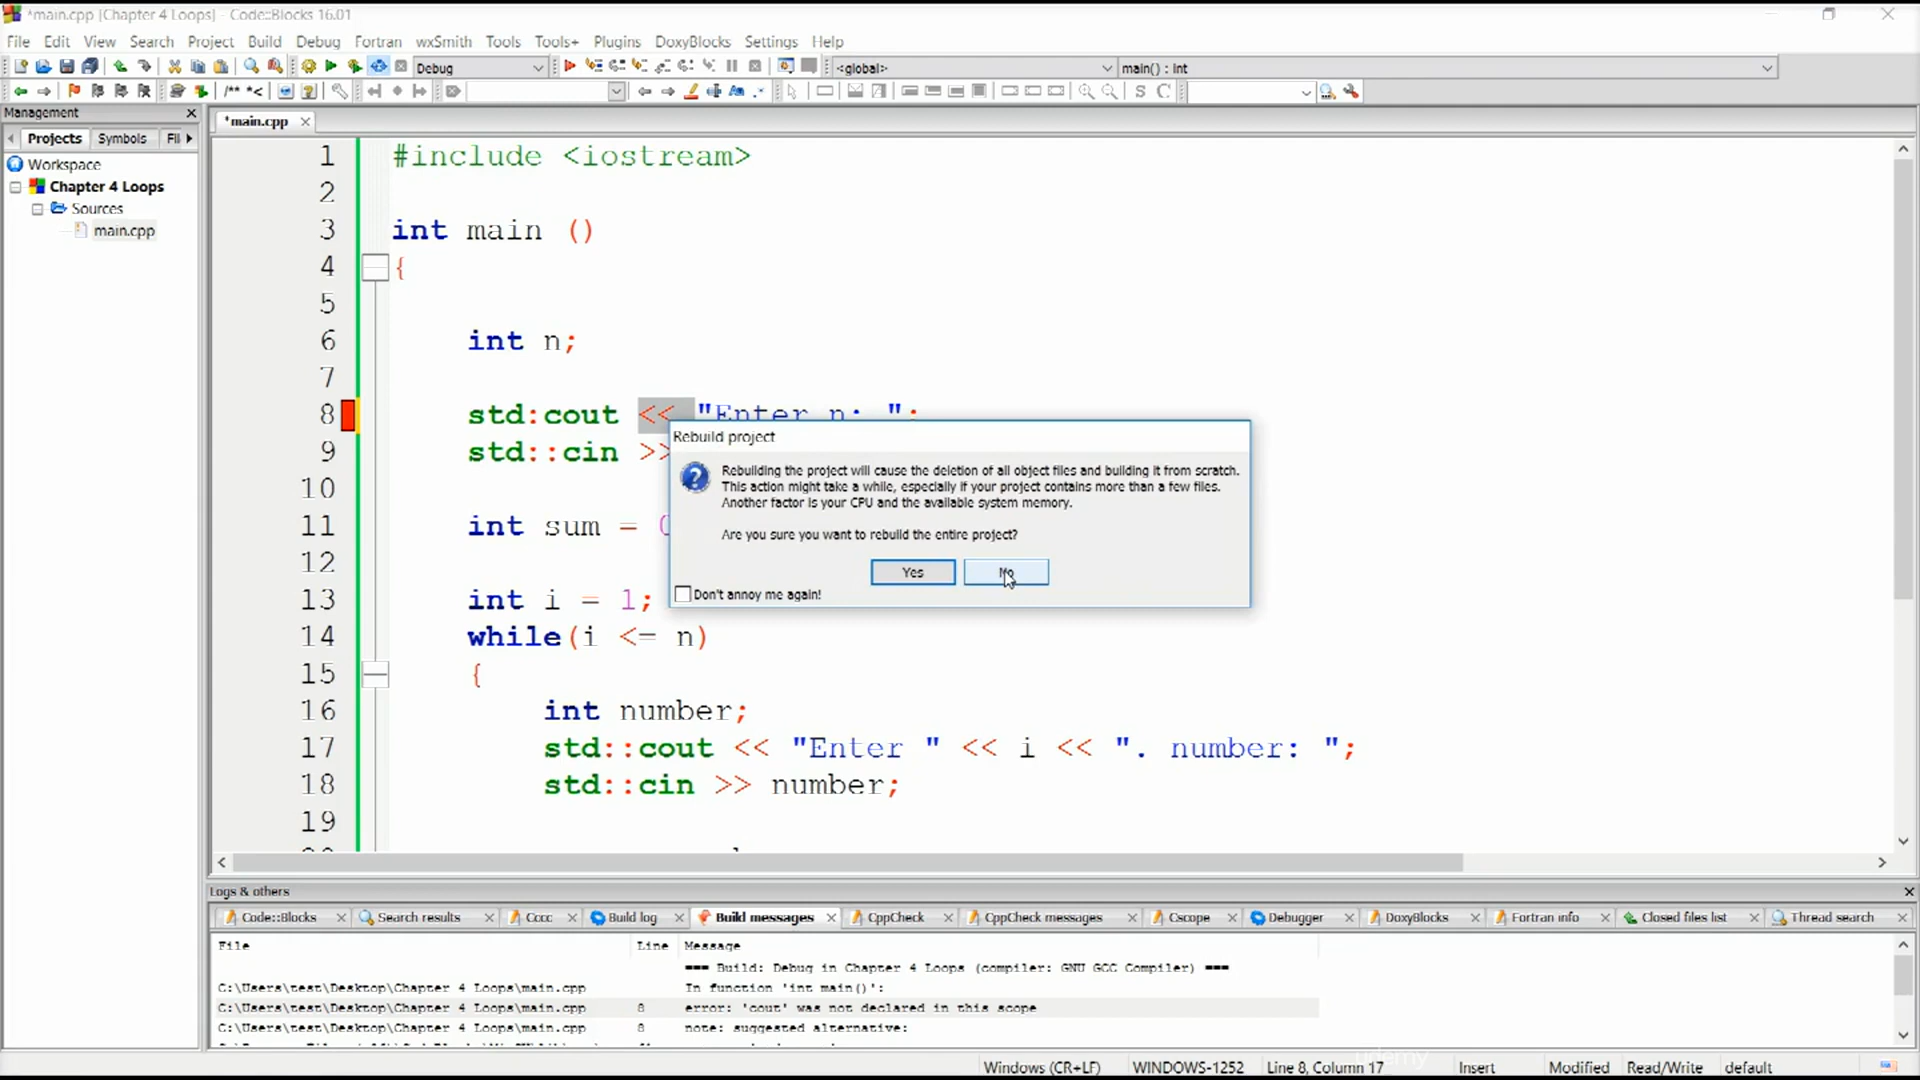 *main.cpp [Chapter 4 Loops] - Code::Blocks 16.01
File Edit View Search Project Build Debug Fortran wxSmith Tools Tools+ Plugins DoxyBlocks Settings Help
Debug <global> main() : int
/** *<
S C
Management
*main.cpp
Projects Symbols Fil
Workspace
Chapter 4 Loops
Sources
main.cpp
1 #include <iostream>
2
3 int main ()
4 {
5
6 int n;
7
8 std:cout << "Enter n: ";
9 std::cin >>
10
11 int sum =
12
13 int i = 1;
14 while(i <= n)
15 {
16 int number;
17 std::cout << "Enter " << i << ". number: ";
18 std::cin >> number;
19
Rebuild project
Rebuilding the project will cause the deletion of all object files and building it from scratch.
This action might take a while, especially if your project contains more than a few files.
Another factor is your CPU and the available system memory.
Are you sure you want to rebuild the entire project?
Yes No
Don't annoy me again!
Logs & others
Code::Blocks Search results Cccc Build log Build messages CppCheck CppCheck messages Cscope Debugger DoxyBlocks Fortran info Closed files list Thread search
File Line Message
=== Build: Debug in Chapter 4 Loops (compiler: GNU GCC Compiler) ===
C:\Users\test\Desktop\Chapter 4 Loops\main.cpp In function 'int main()':
C:\Users\test\Desktop\Chapter 4 Loops\main.cpp 8 error: 'cout' was not declared in this scope
C:\Users\test\Desktop\Chapter 4 Loops\main.cpp 8 note: suggested alternative:
udemy
Windows (CR+LF) WINDOWS-1252 Line 8, Column 17 Insert Modified Read/Write default